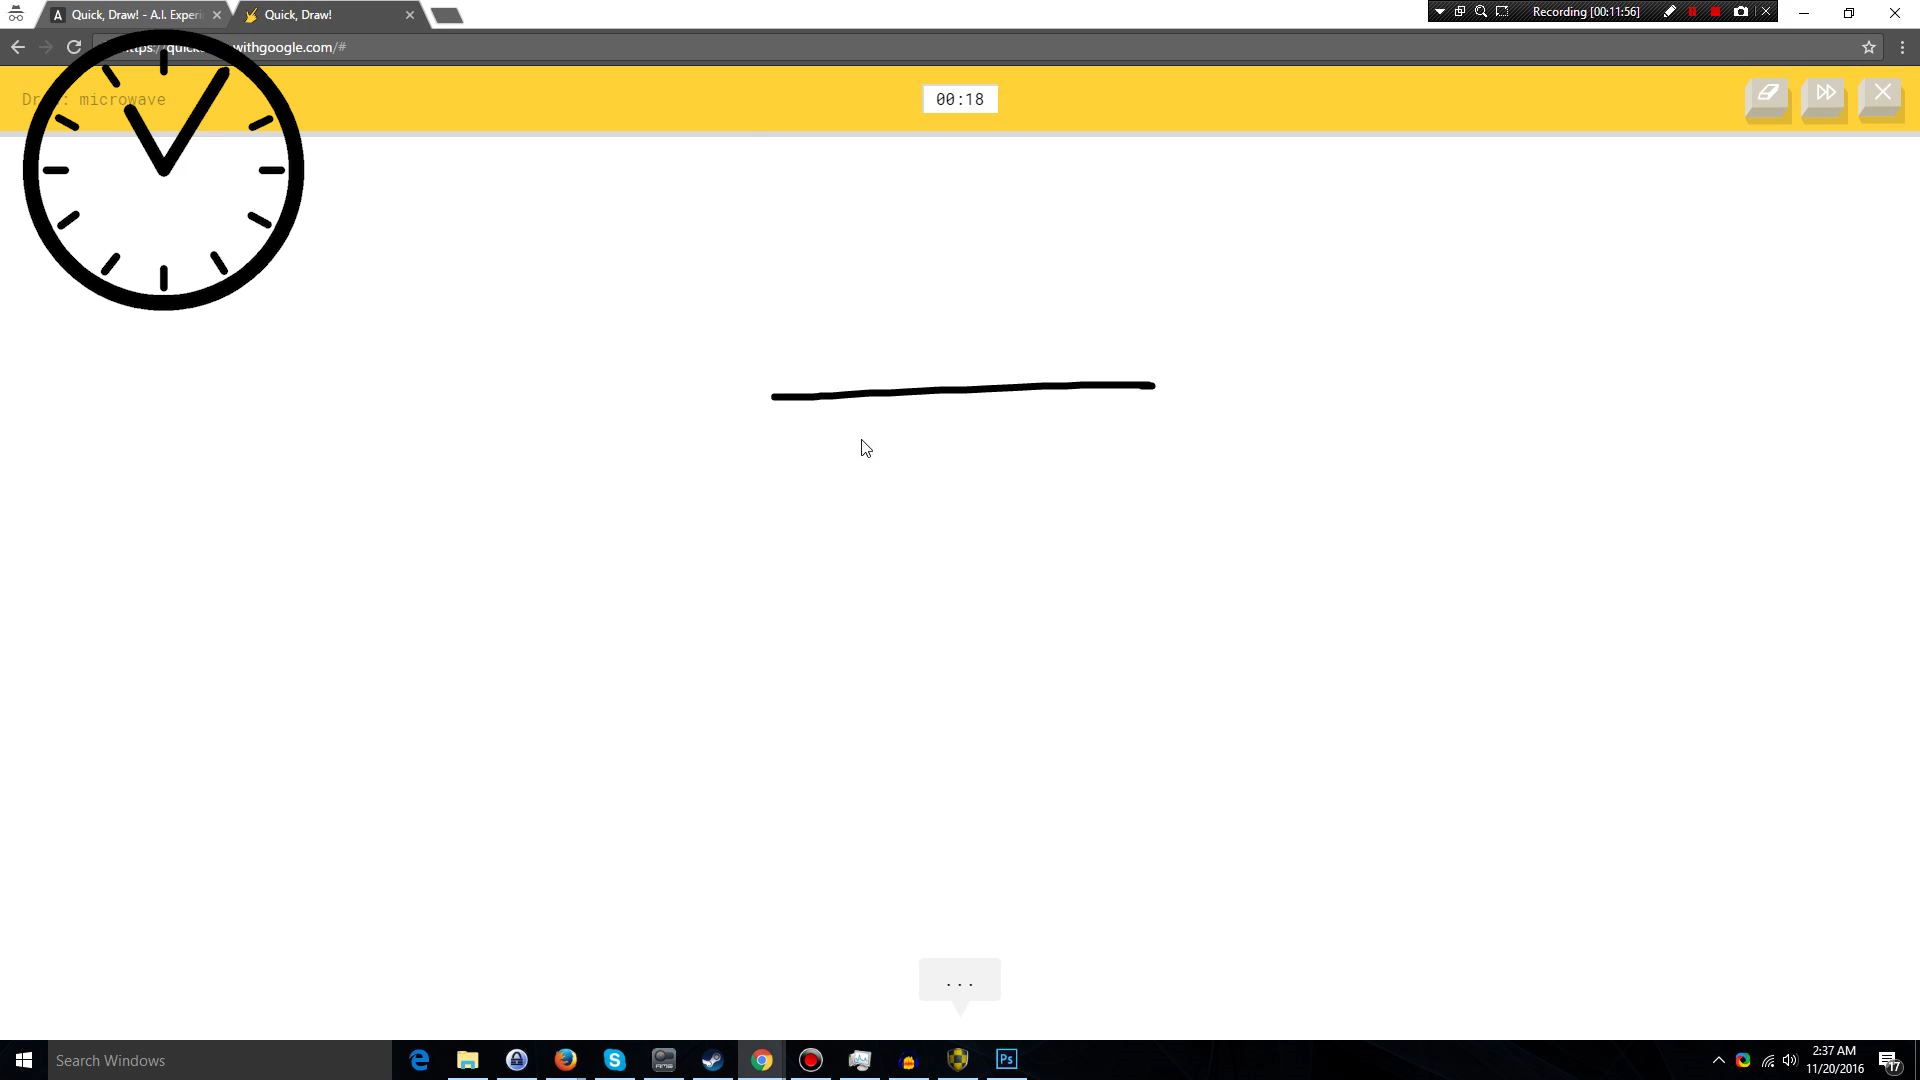 Quick, Draw! - A.I. Experi
Quick, Draw!
Recording [00:11:56]
withgoogle.com/#
microwave
00:18
...
Search Windows
Ps
2:37 AM
11/20/2016
17